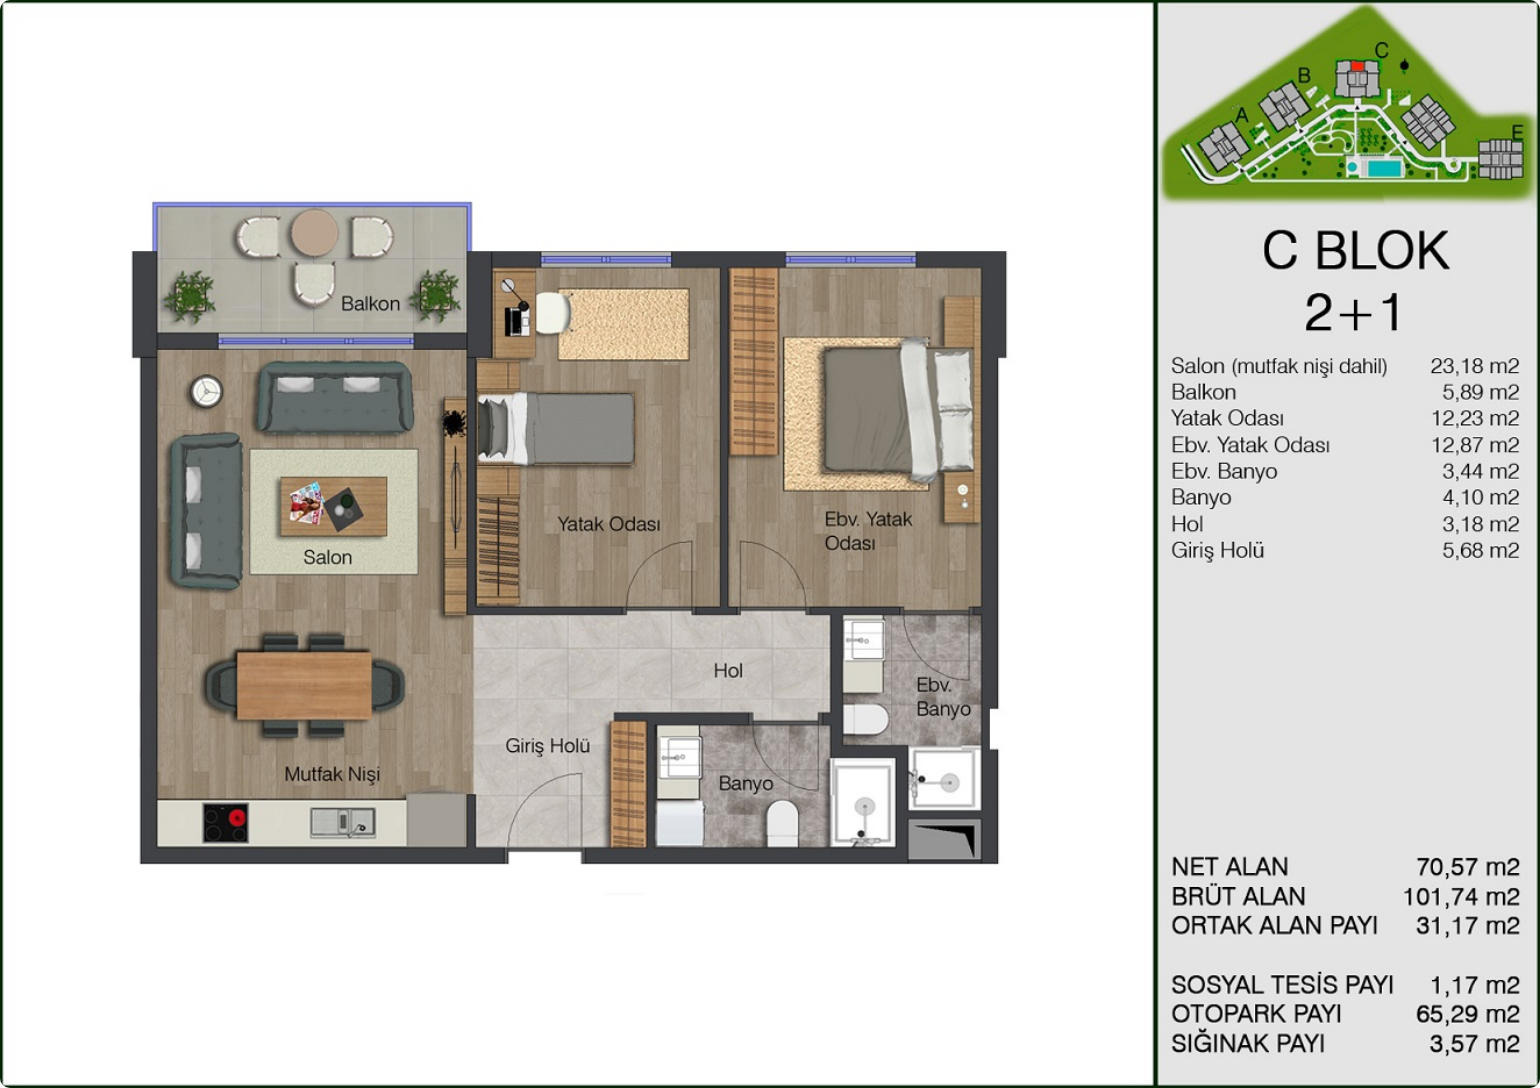 A
B
C
E
C BLOK
2+1
Salon (mutfak nişi dahil) 23,18 m2
Balkon 5,89 m2
Yatak Odası 12,23 m2
Ebv. Yatak Odası 12,87 m2
Ebv. Banyo 3,44 m2
Banyo 4,10 m2
Hol 3,18 m2
Giriş Holü 5,68 m2
NET ALAN 70,57 m2
BRÜT ALAN 101,74 m2
ORTAK ALAN PAYI 31,17 m2
SOSYAL TESİS PAYI 1,17 m2
OTOPARK PAYI 65,29 m2
SIĞINAK PAYI 3,57 m2
Balkon
Yatak Odası
Ebv. Yatak
Odası
Salon
Hol
Ebv.
Banyo
Giriş Holü
Mutfak Nişi
Banyo